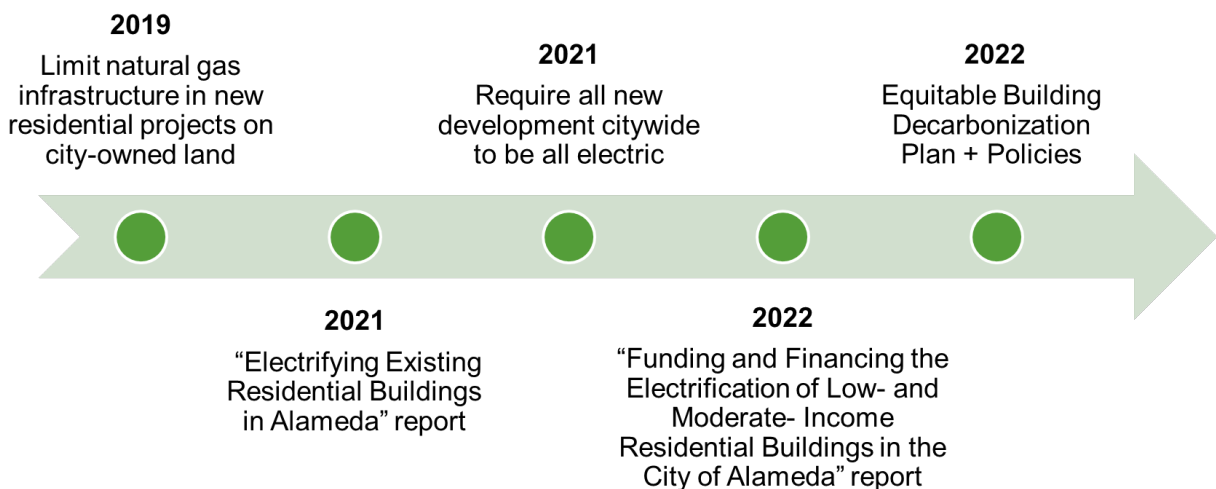 2019
Limit natural gas
infrastructure in new
residential projects on
city-owned land
2021
“Electrifying Existing
Residential Buildings
in Alameda” report
2021
Require all new
development citywide
to be all electric
2022
“Funding and Financing the
Electrification of Low- and
Moderate- Income
Residential Buildings in the
City of Alameda” report
2022
Equitable Building
Decarbonization
Plan + Policies